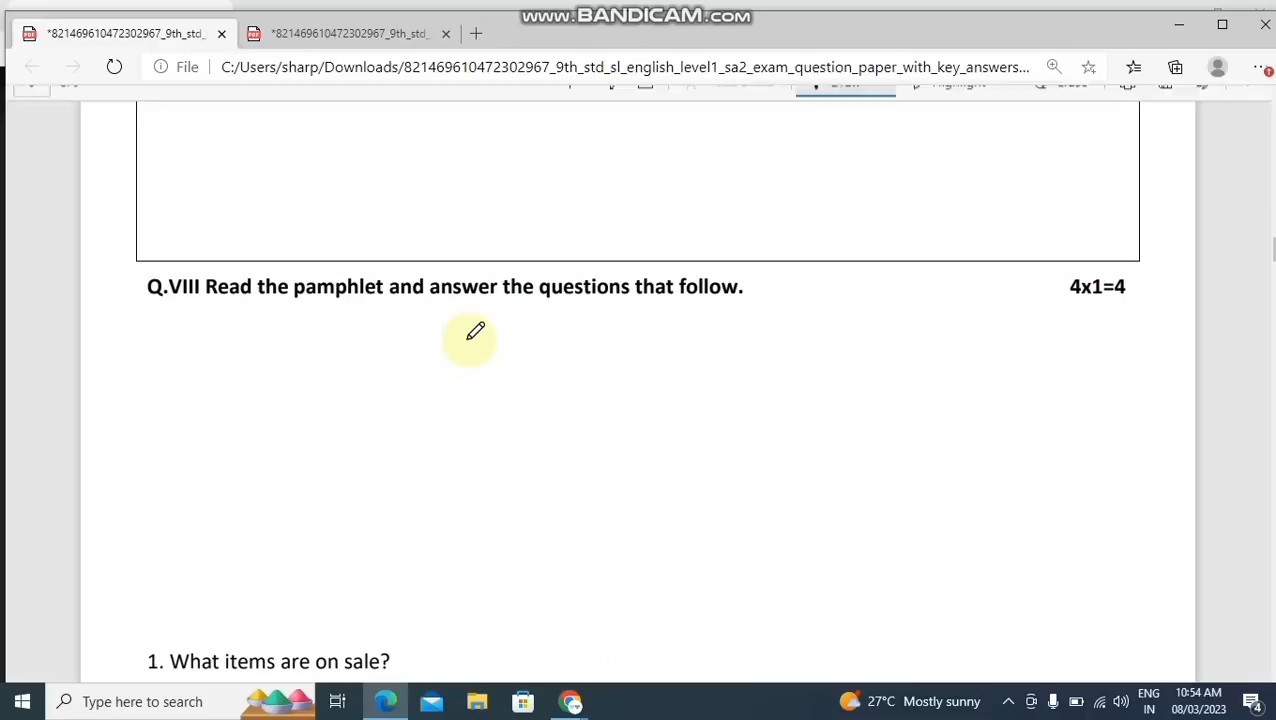 www.BANDICAM.com
*821469610472302967_9th_std_
*821469610472302967_9th_std_
File
C:/Users/sharp/Downloads/821469610472302967_9th_std_sl_english_level1_sa2_exam_question_paper_with_key_answers...
Q.VIII Read the pamphlet and answer the questions that follow. 4x1=4
1. What items are on sale?
Type here to search
27°C Mostly sunny
ENG
IN
10:54 AM
08/03/2023
4